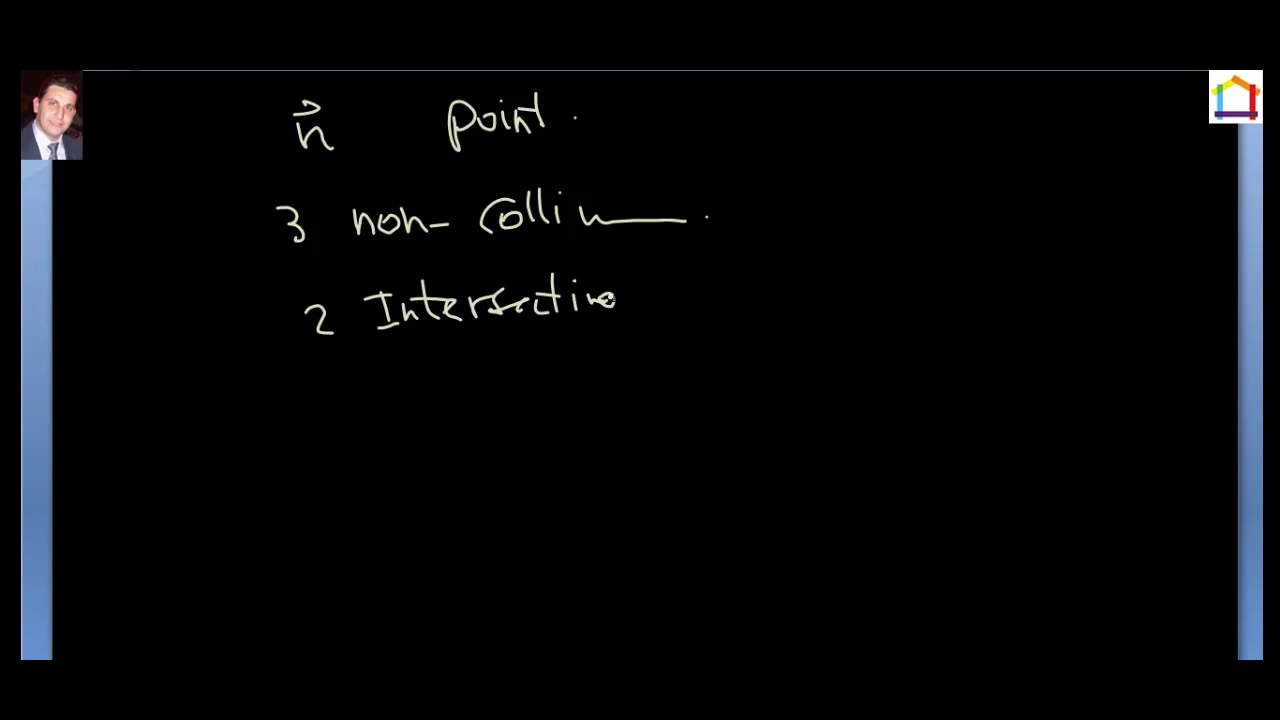 n⃗ point .
3 non- Collin .
2 Intersectine